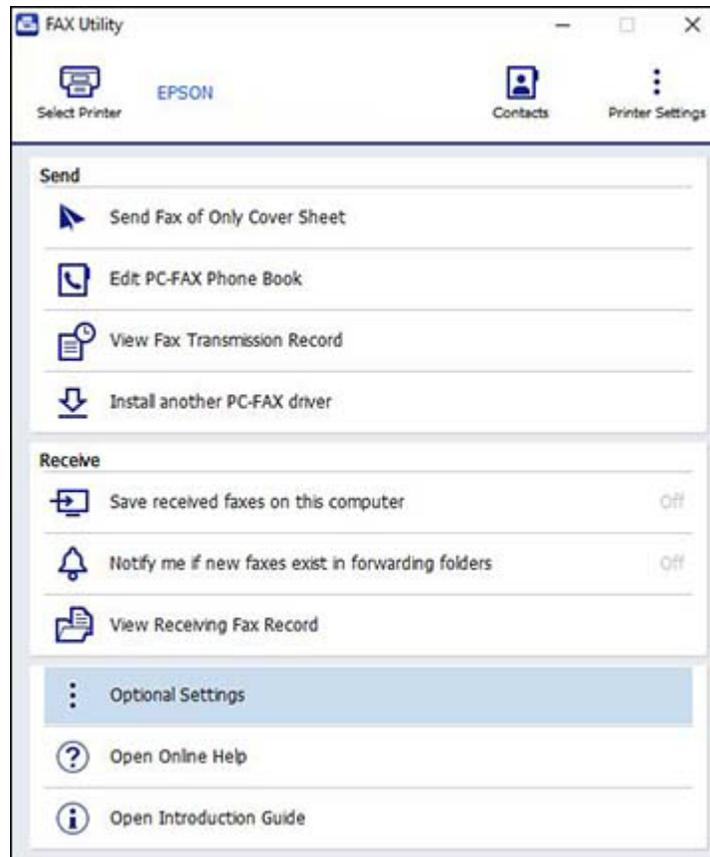 FAX Utility
Select Printer
EPSON
Contacts
Printer Settings
Send
Send Fax of Only Cover Sheet
Edit PC-FAX Phone Book
View Fax Transmission Record
Install another PC-FAX driver
Receive
Save received faxes on this computer Off
Notify me if new faxes exist in forwarding folders Off
View Receiving Fax Record
Optional Settings
Open Online Help
Open Introduction Guide